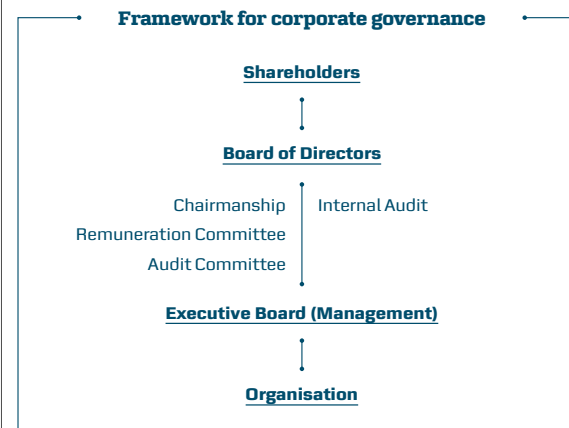 Framework for corporate governance
Shareholders
Board of Directors
Chairmanship
Internal Audit
Remuneration Committee
Audit Committee
Executive Board (Management)
Organisation